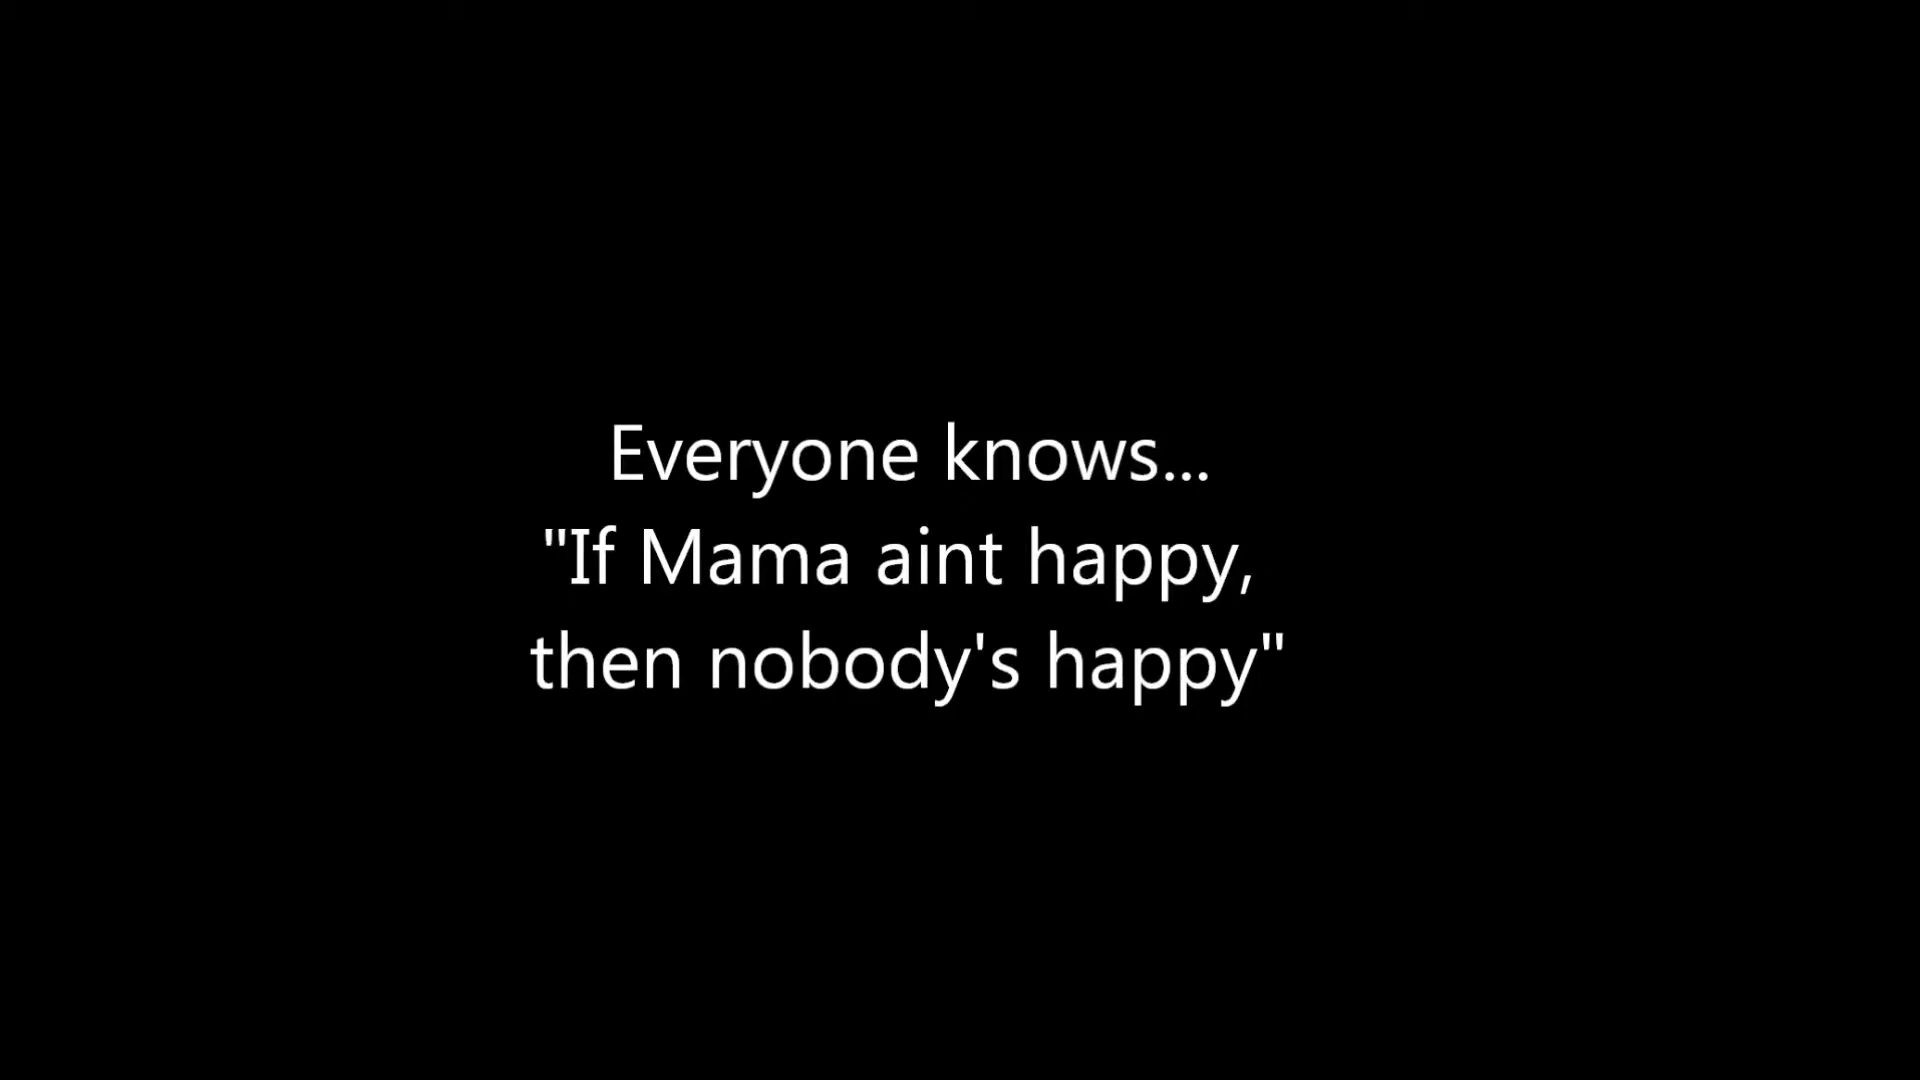 Everyone knows...
"If Mama aint happy,
then nobody's happy"